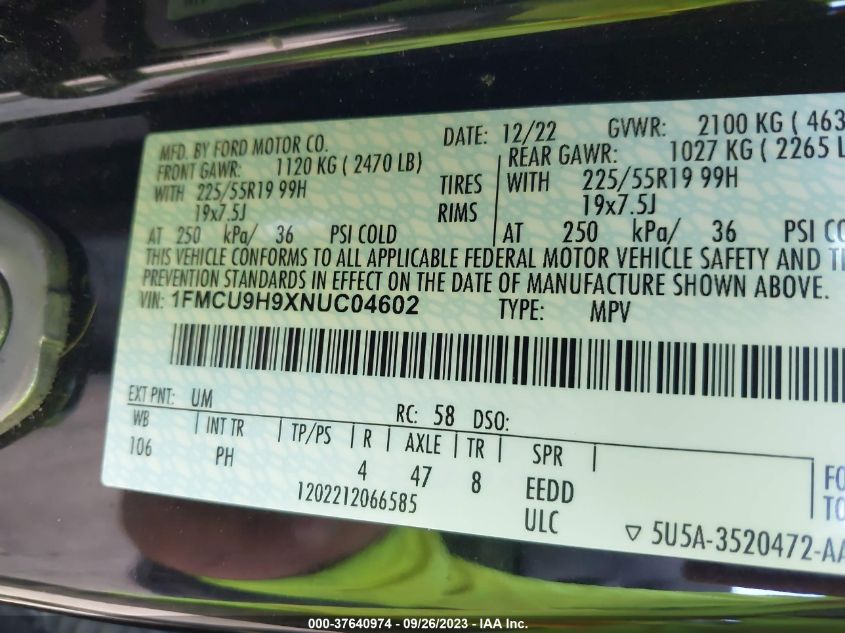 MFD. BY FORD MOTOR CO.
DATE: 12/22
GVWR: 2100 KG ( 463
FRONT GAWR: 1120 KG ( 2470 LB)
REAR GAWR: 1027 KG ( 2265 L
WITH 225/55R19 99H
TIRES
WITH 225/55R19 99H
19x7.5J
RIMS
19x7.5J
AT 250 kPa/ 36 PSI COLD
AT 250 kPa/ 36 PSI CO
THIS VEHICLE CONFORMS TO ALL APPLICABLE FEDERAL MOTOR VEHICLE SAFETY AND T
PREVENTION STANDARDS IN EFFECT ON THE DATE OF MANUFACTURE SHOWN ABOVE.
VIN: 1FMCU9H9XNUC04602
TYPE: MPV
EXT PNT: UM
RC: 58 DSO:
WB INT TR TP/PS R AXLE TR SPR
106 PH 4 47 8 EEDD
1202212066585
ULC
FO
TO
▽ 5U5A-3520472-AA
000-37640974 / 09/26/2023 - IAA Inc.